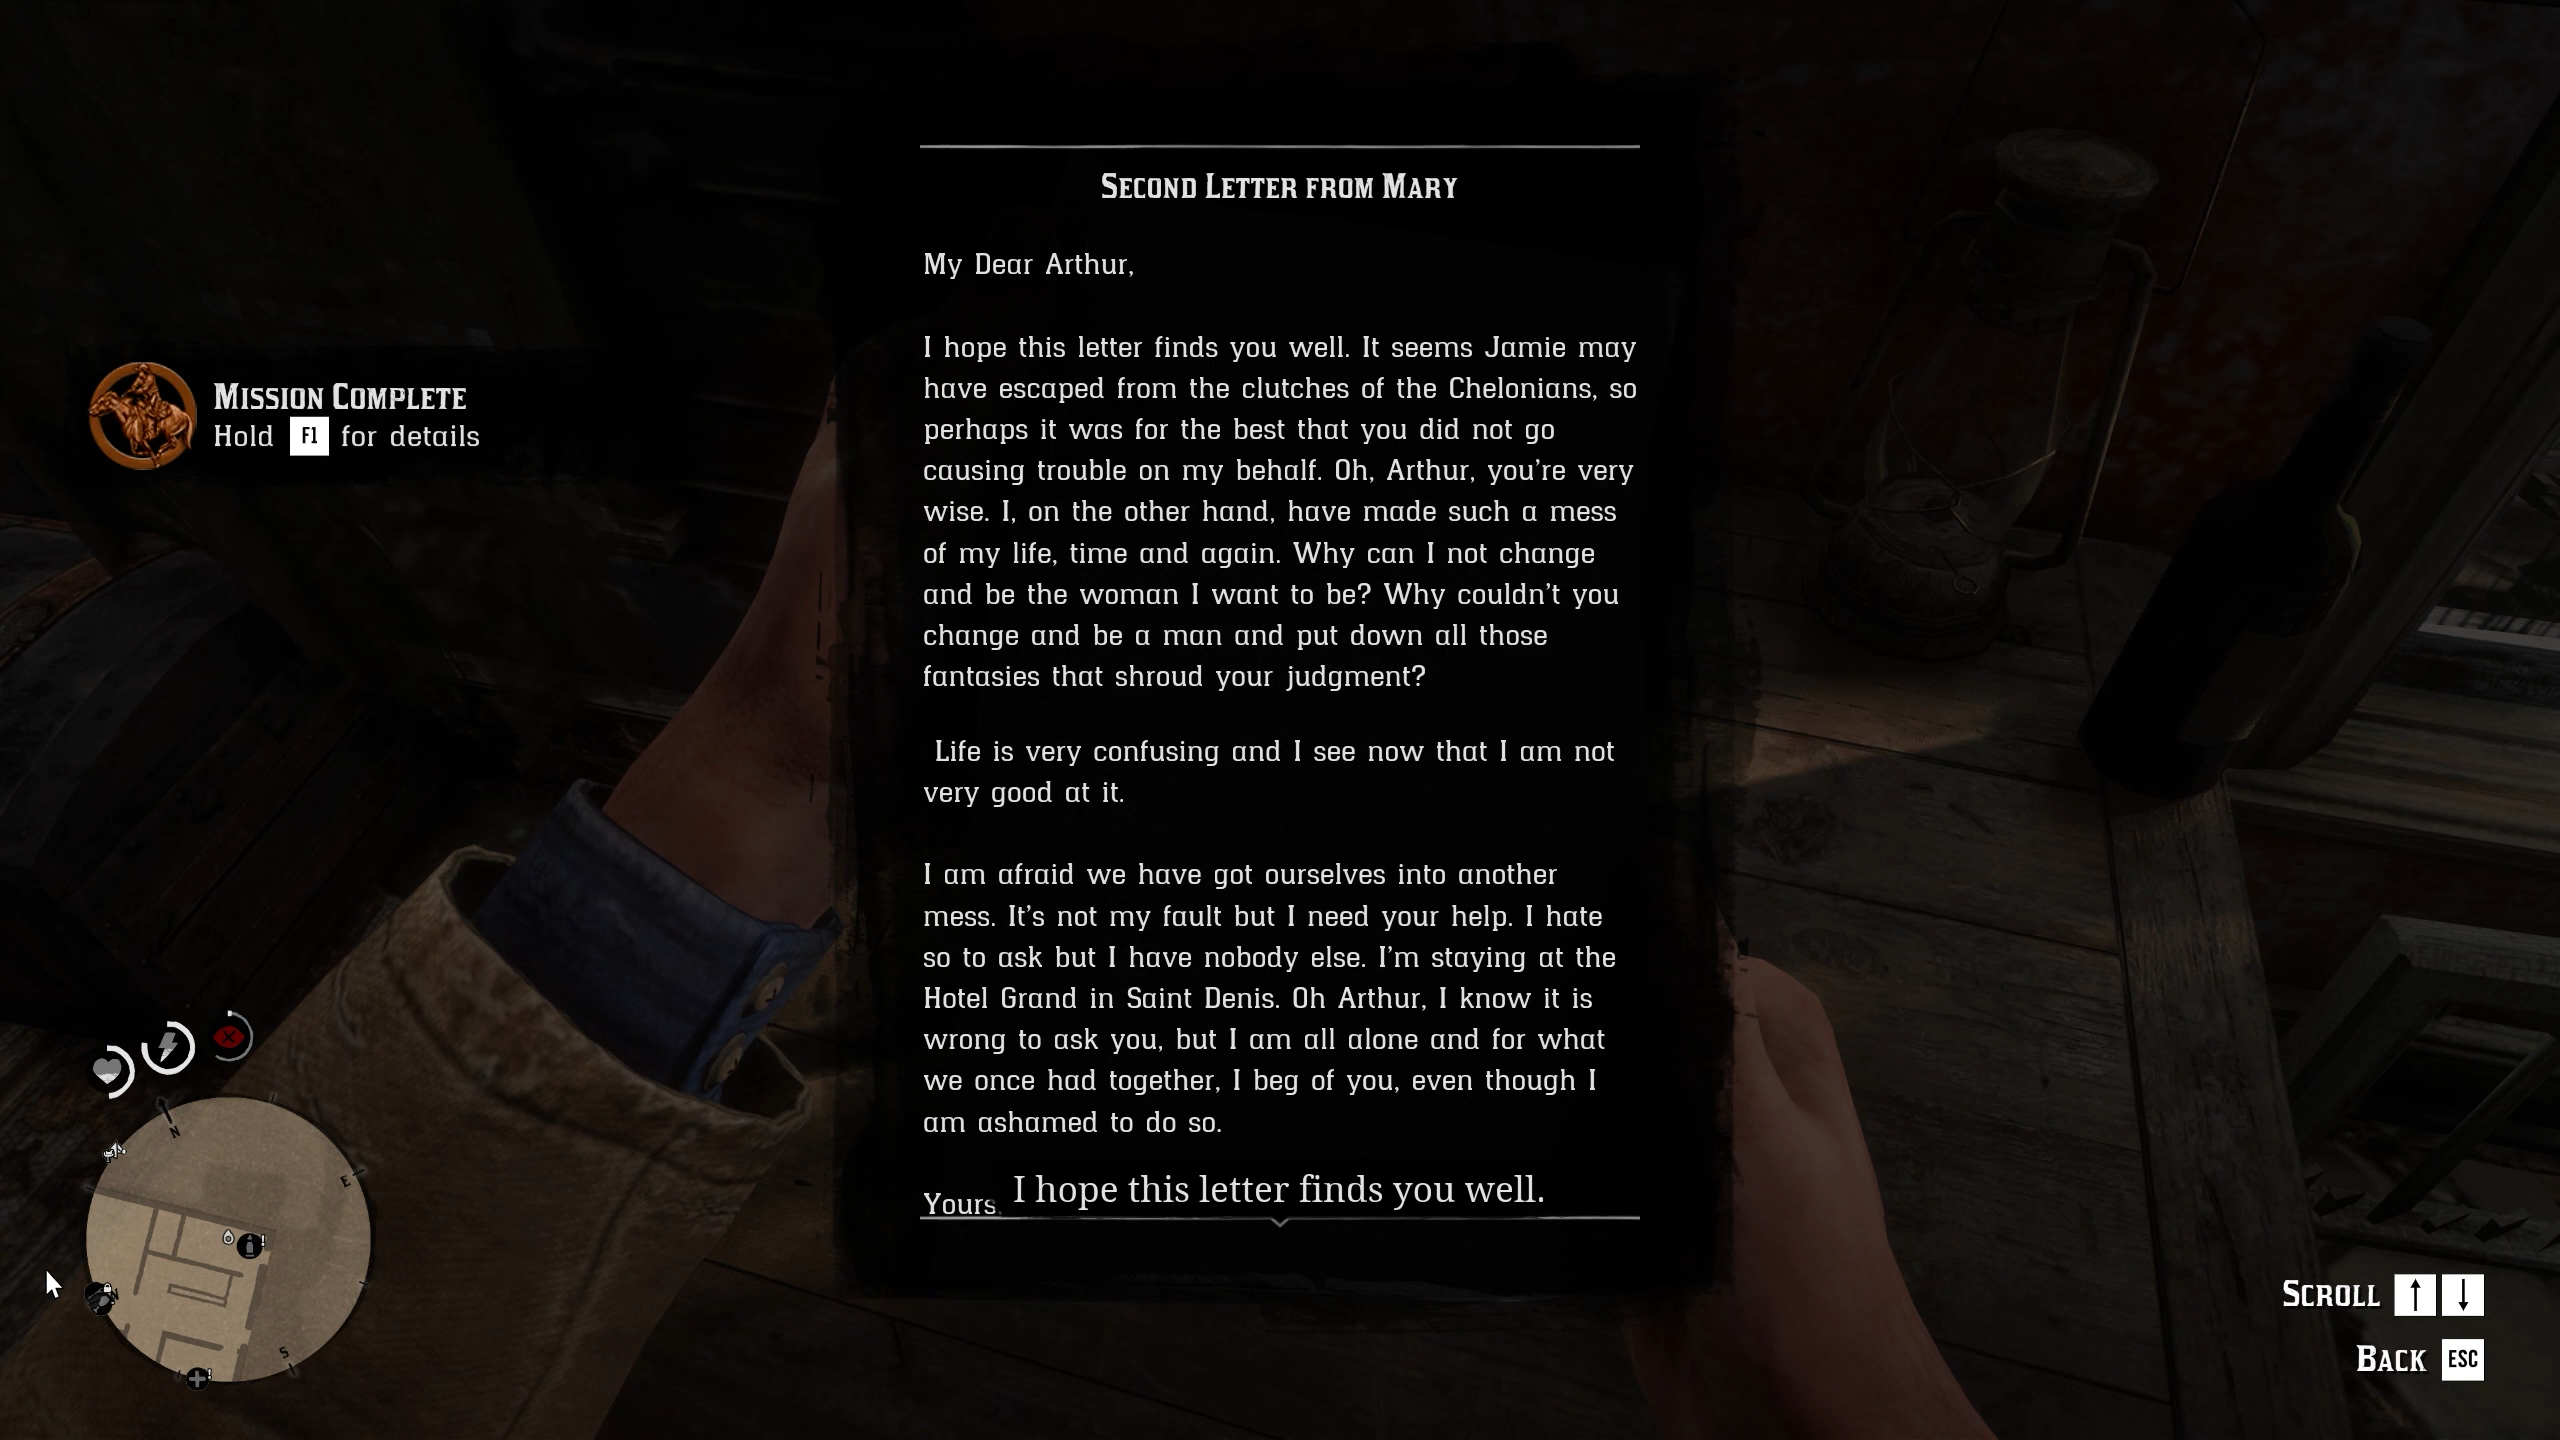 SECOND LETTER FROM MARY
My Dear Arthur,
I hope this letter finds you well. It seems Jamie may
have escaped from the clutches of the Chelonians, so
perhaps it was for the best that you did not go
causing trouble on my behalf. Oh, Arthur, you’re very
wise. I, on the other hand, have made such a mess
of my life, time and again. Why can I not change
and be the woman I want to be? Why couldn’t you
change and be a man and put down all those
fantasies that shroud your judgment?
Life is very confusing and I see now that I am not
very good at it.
I am afraid we have got ourselves into another
mess. It’s not my fault but I need your help. I hate
so to ask but I have nobody else. I’m staying at the
Hotel Grand in Saint Denis. Oh Arthur, I know it is
wrong to ask you, but I am all alone and for what
we once had together, I beg of you, even though I
am ashamed to do so.
Yours,
I hope this letter finds you well.
MISSION COMPLETE
Hold F1 for details
N
E
S
W
SCROLL ↑ ↓
BACK ESC